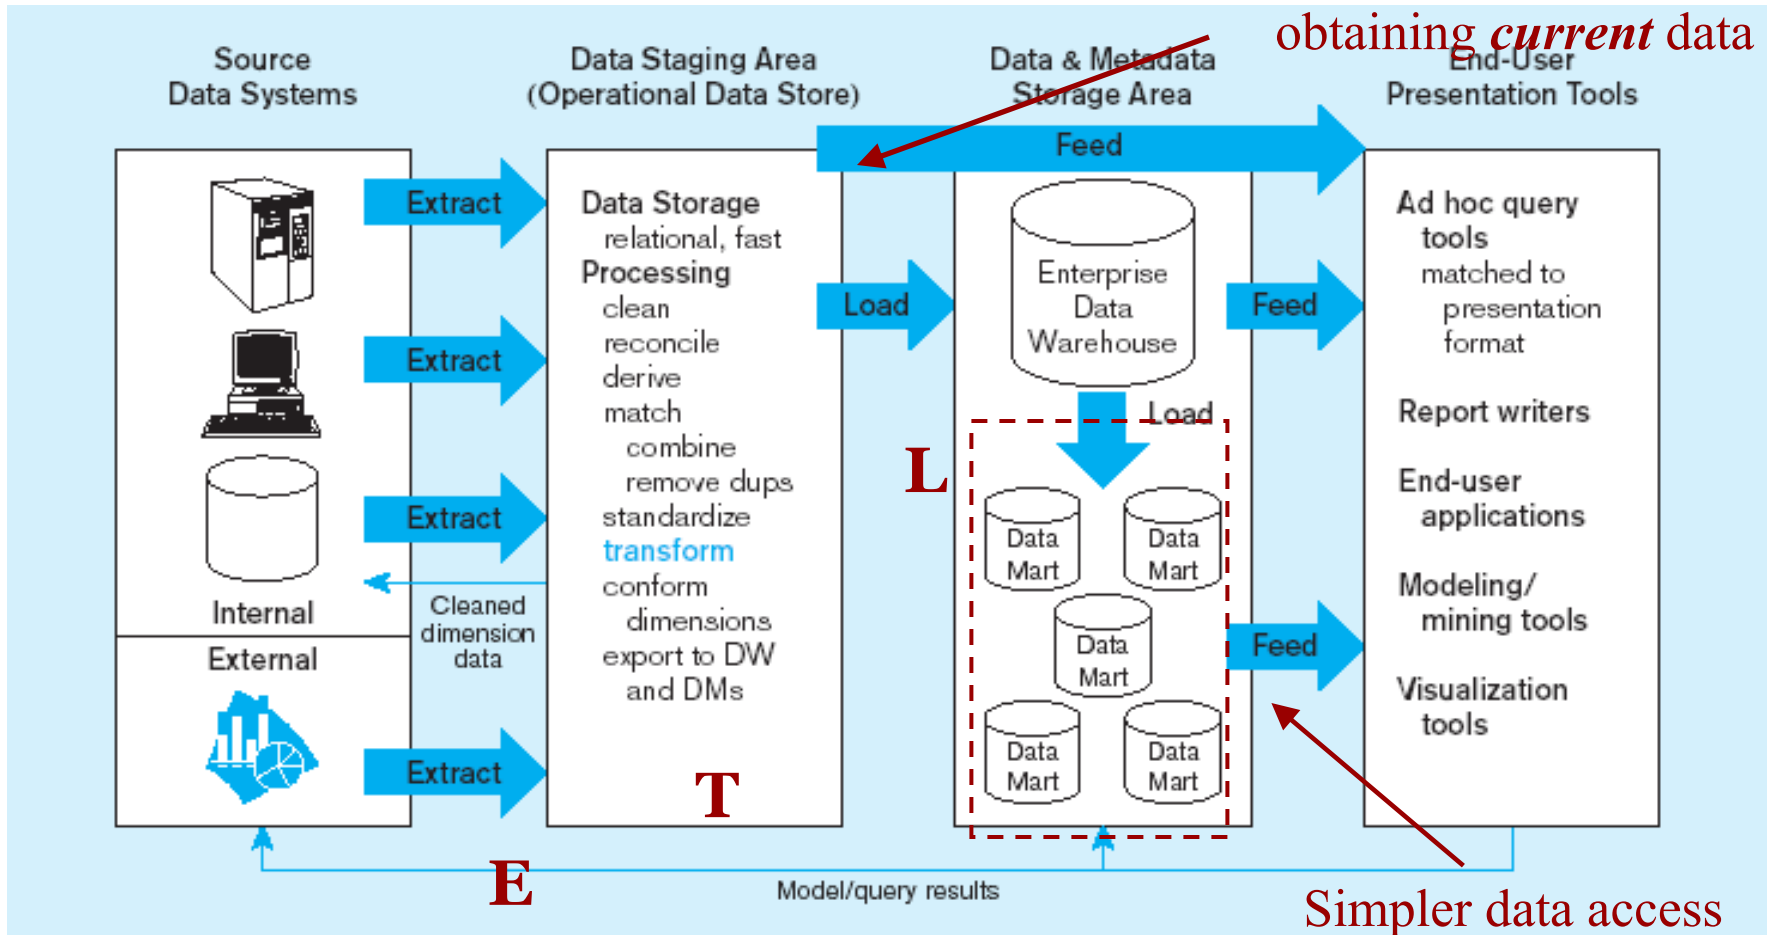 obtaining current data
Source
Data Systems
Data Staging Area
(Operational Data Store)
Data & Metadata
Storage Area
End-User
Presentation Tools
Extract
Extract
Extract
Internal
External
Extract
Cleaned
dimension
data
Data Storage
relational, fast
Processing
clean
reconcile
derive
match
combine
remove dups
standardize
transform
conform
dimensions
export to DW
and DMs
T
E
Feed
Load
Enterprise
Data
Warehouse
Load
L
Data
Mart
Data
Mart
Data
Mart
Data
Mart
Data
Mart
Feed
Feed
Ad hoc query
tools
matched to
presentation
format
Report writers
End-user
applications
Modeling/
mining tools
Visualization
tools
Model/query results
Simpler data access